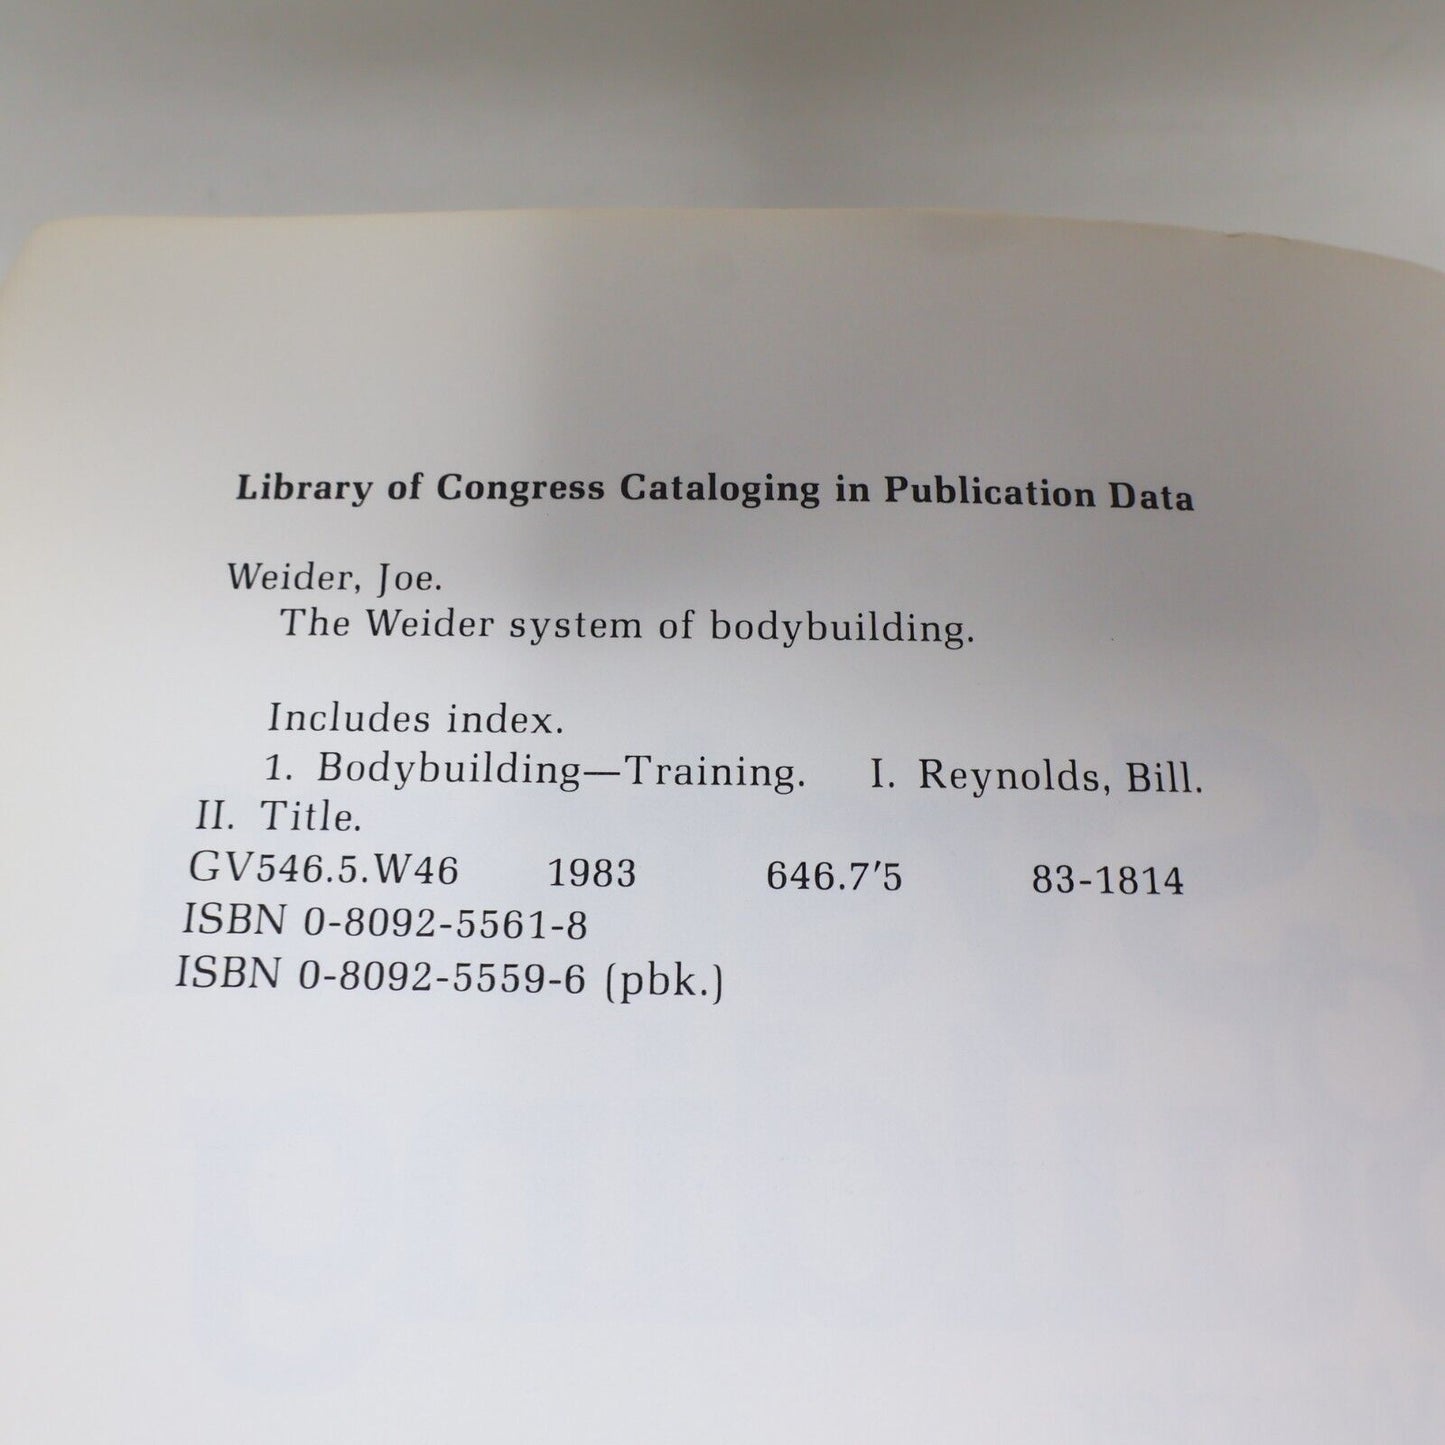 Library of Congress Cataloging in Publication Data
Weider, Joe.
The Weider system of bodybuilding.
Includes index.
1. Bodybuilding—Training. I. Reynolds, Bill.
II. Title.
GV546.5.W46 1983 646.7′5 83-1814
ISBN 0-8092-5561-8
ISBN 0-8092-5559-6 (pbk.)